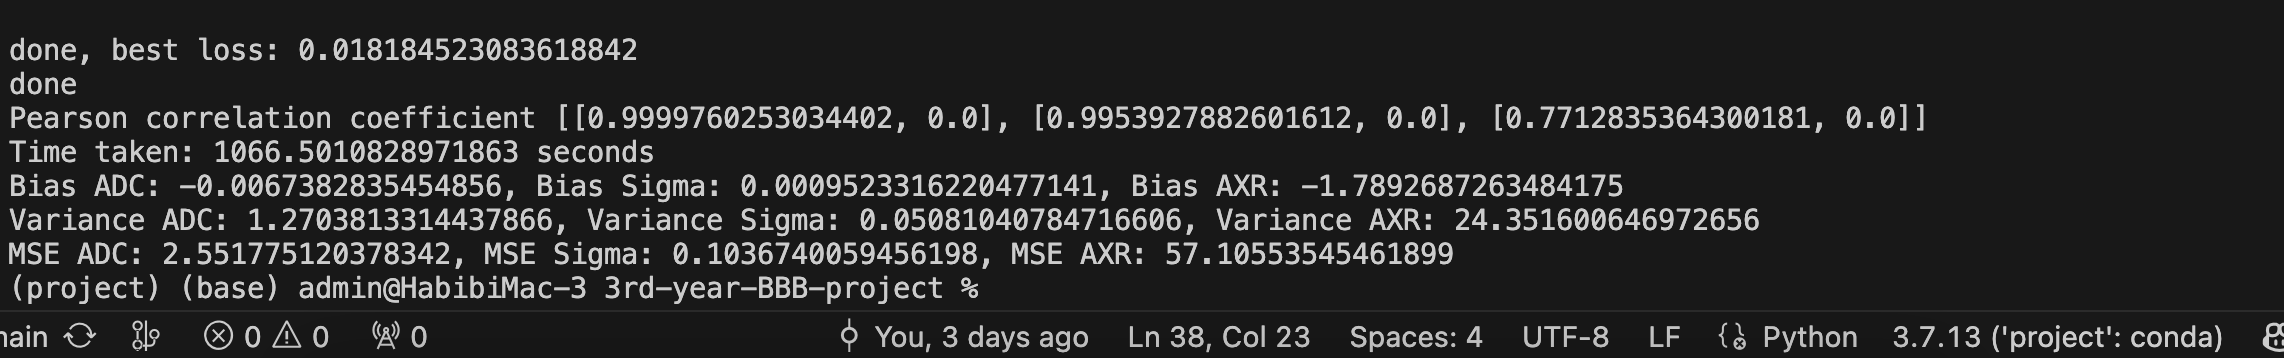 done, best loss: 0.018184523083618842
done
Pearson correlation coefficient [[0.9999760253034402, 0.0], [0.9953927882601612, 0.0], [0.7712835364300181, 0.0]]
Time taken: 1066.5010828971863 seconds
Bias ADC: -0.0067382835454856, Bias Sigma: 0.0009523316220477141, Bias AXR: -1.7892687263484175
Variance ADC: 1.2703813314437866, Variance Sigma: 0.05081040784716606, Variance AXR: 24.351600646972656
MSE ADC: 2.551775120378342, MSE Sigma: 0.1036740059456198, MSE AXR: 57.10553545461899
(project) (base) admin@HabibiMac-3 3rd-year-BBB-project %
main 0 0 0 You, 3 days ago Ln 38, Col 23 Spaces: 4 UTF-8 LF Python 3.7.13 ('project': conda)